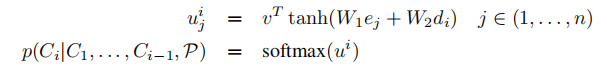 u^i_j = v^T tanh(W_1 e_j + W_2 d_i)   j ∈ (1, . . . , n)
p(C_i|C_1, . . . , C_{i−1}, P) = softmax(u^i)